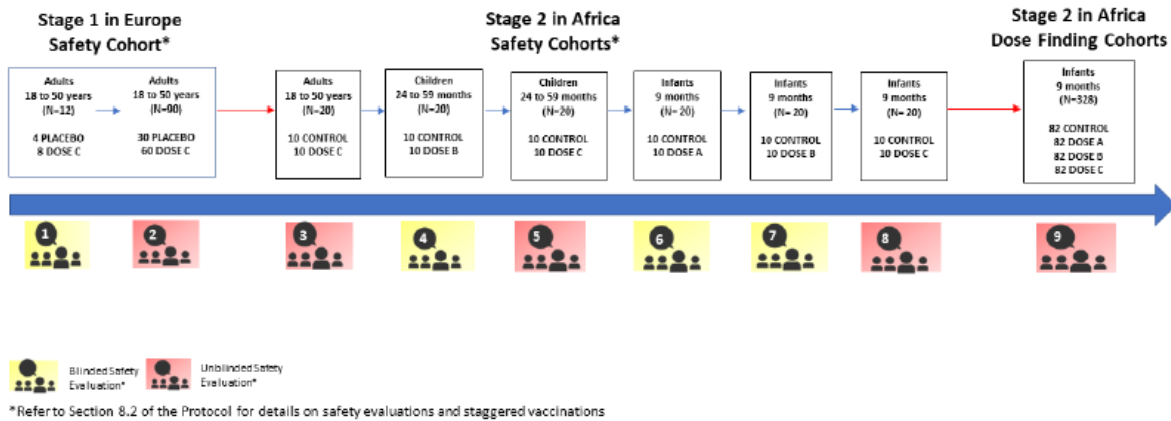 Stage 1 in Europe
Safety Cohort*
Stage 2 in Africa
Safety Cohorts*
Stage 2 in Africa
Dose Finding Cohorts
Adults
18 to 50 years
(N=12)
4 PLACEBO
8 DOSE C
Adults
18 to 50 years
(N=90)
30 PLACEBO
60 DOSE C
Adults
18 to 50 years
(N=20)
10 CONTROL
10 DOSE C
Children
24 to 59 months
(N=20)
10 CONTROL
10 DOSE B
Children
24 to 59 months
(N=20)
10 CONTROL
10 DOSE C
Infants
9 months
(N= 20)
10 CONTROL
10 DOSE A
Infants
9 months
(N= 20)
10 CONTROL
10 DOSE B
Infants
9 months
(N= 20)
10 CONTROL
10 DOSE C
Infants
9 months
(N=328)
82 CONTROL
82 DOSE A
82 DOSE B
82 DOSE C
1
2
3
4
5
6
7
8
9
Blinded Safety
Evaluation*
Unblinded Safety
Evaluation*
*Refer to Section 8.2 of the Protocol for details on safety evaluations and staggered vaccinations